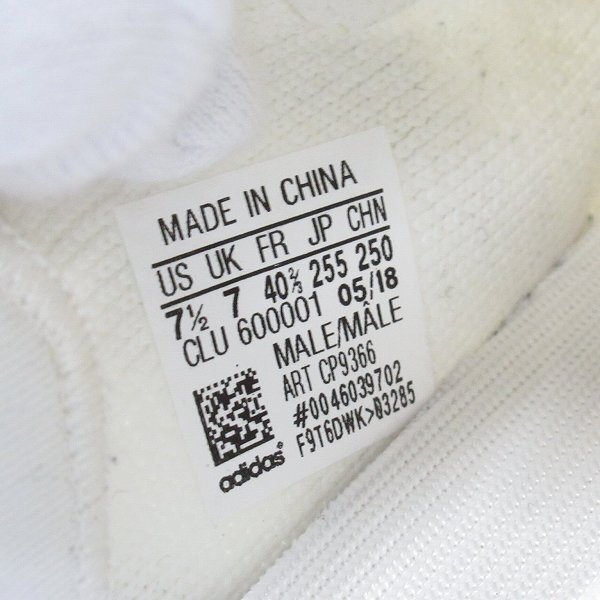 MADE IN CHINA
US UK FR JP CHN
7½ 7 40⅔ 255 250
CLU 600001 05/18
MALE/MÂLE
ART CP9366
#0046039702
F9T6DWK>03285
adidas